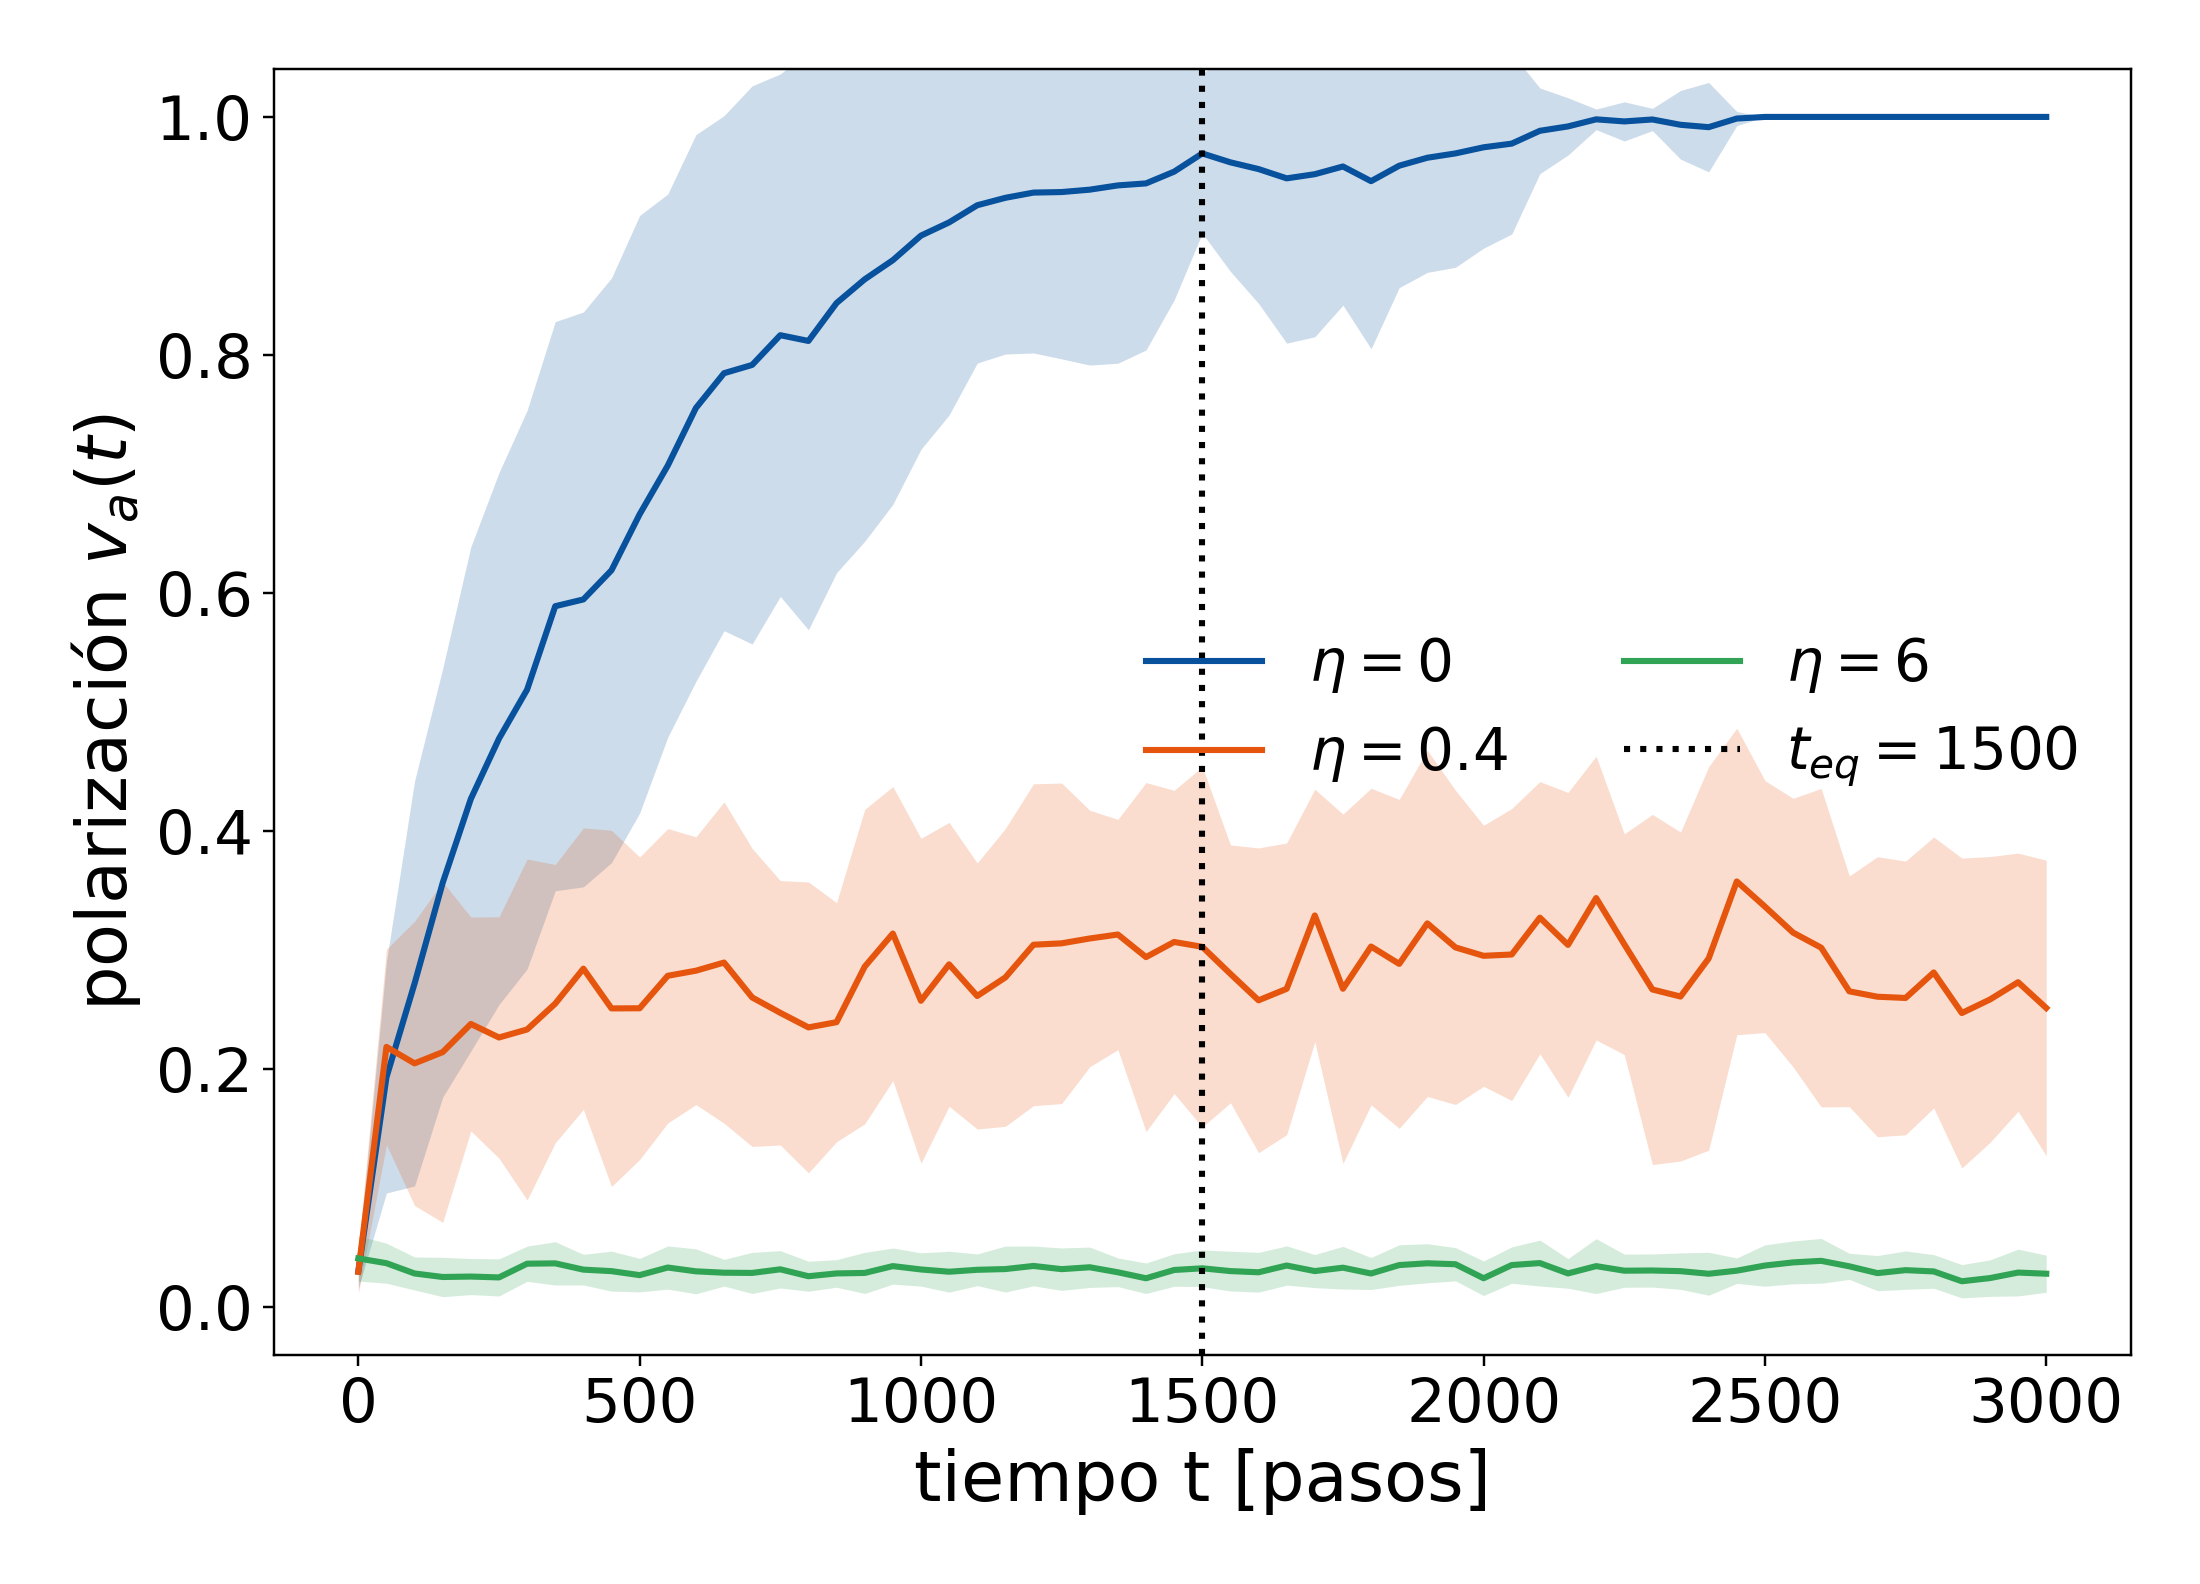 polarización v_a(t)
1.0
0.8
0.6
0.4
0.2
0.0
η = 0
η = 0.4
η = 6
t_eq = 1500
0 500 1000 1500 2000 2500 3000
tiempo t [pasos]